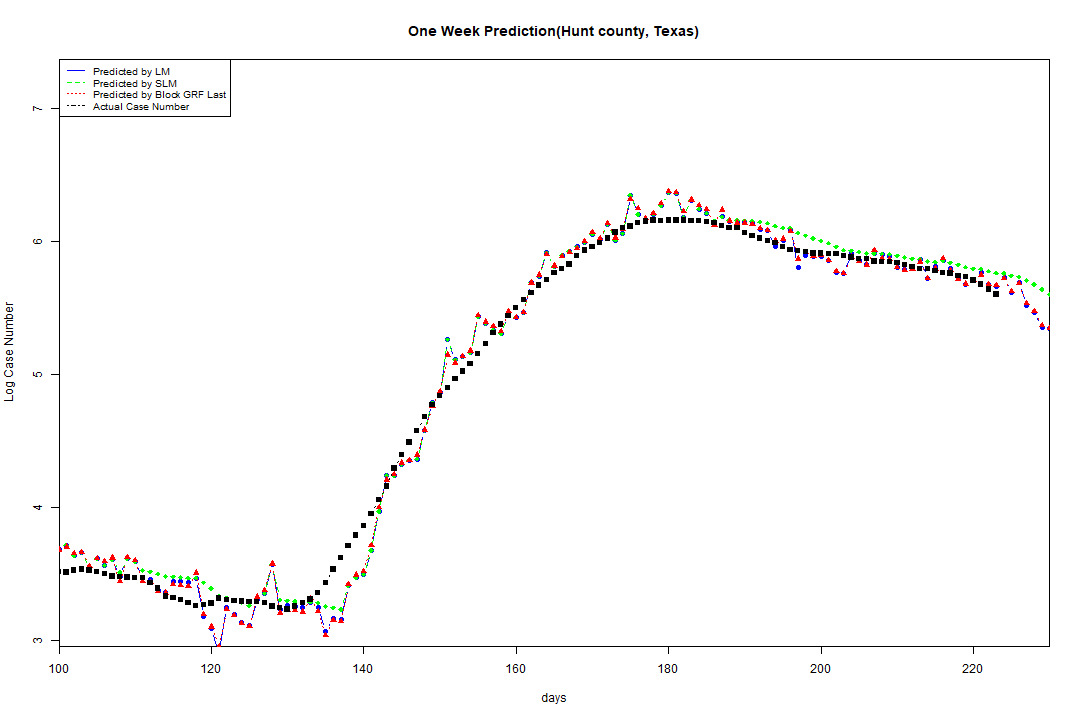 One Week Prediction(Hunt county, Texas)
Predicted by LM
Predicted by SLM
Predicted by Block GRF Last
Actual Case Number
7
6
5
4
3
Log Case Number
100 120 140 160 180 200 220
days